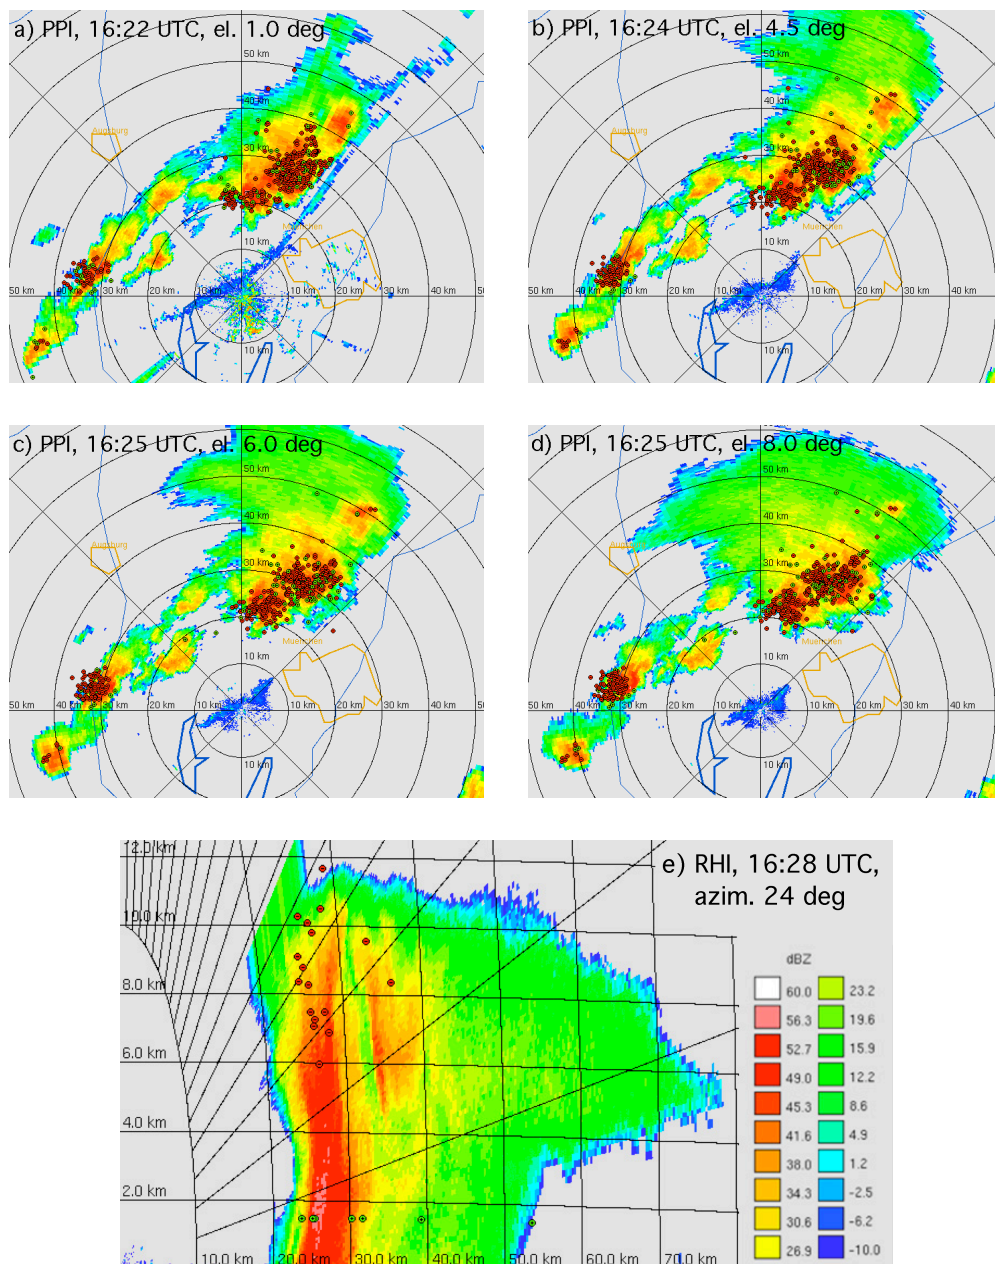 a) PPI, 16:22 UTC, el. 1.0 deg
50 km
40 km
Augsburg
30 km
20 km
Muenchen
10 km
50 km 40 km 30 km 20 km 10 km 10 km 20 km 30 km 40 km 50
10 km
b) PPI, 16:24 UTC, el. 4.5 deg
50 km
40 km
Augsburg
30 km
20 km
Muenchen
10 km
50 km 40 km 30 km 20 km 10 km 10 km 20 km 30 km 40 km
10 km
c) PPI, 16:25 UTC, el. 6.0 deg
50 km
40 km
Augsburg
30 km
20 km
Muenchen
10 km
50 km 40 km 30 km 20 km 10 km 10 km 20 km 30 km 40 km 50
10 km
d) PPI, 16:25 UTC, el. 8.0 deg
50 km
40 km
Augsburg
30 km
20 km
Muenchen
10 km
50 km 40 km 30 km 20 km 10 km 10 km 20 km 30 km 40 km
10 km
e) RHI, 16:28 UTC,
azim. 24 deg
12.0 km
10.0 km
8.0 km
6.0 km
4.0 km
2.0 km
10.0 km 20.0 km 30.0 km 40.0 km 50.0 km 60.0 km 70.0 km
dBZ
60.0 23.2
56.3 19.6
52.7 15.9
49.0 12.2
45.3 8.6
41.6 4.9
38.0 1.2
34.3 -2.5
30.6 -6.2
26.9 -10.0